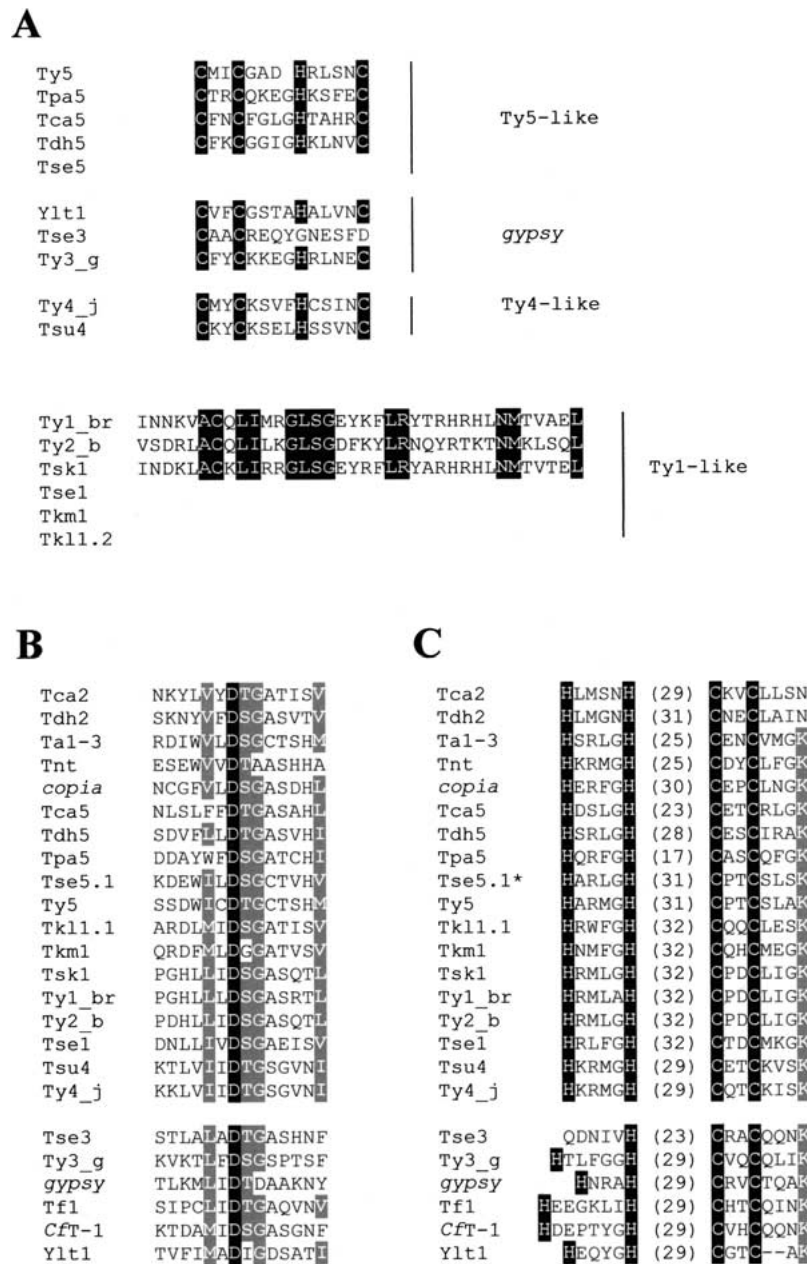 A
Ty5 CMICGAD HRLSNC
Tpa5 CTRCQKEGHKSFEC
Tca5 CFNCFGLGHTAHRC Ty5-like
Tdh5 CFKCGGIGHKLNVC
Tse5
Ylt1 CVFCGSTAHALVNC
Tse3 CAACREQYGNESFD gypsy
Ty3_g CFYCKKEGHRLNEC
Ty4_j CMYCKSVFHCSINC Ty4-like
Tsu4 CKYCKSELHSSVNC
Ty1_br INNKVACQLIMRGLSGEYKFLRYTRHRHLNMTVAEL
Ty2_b VSDRLACQLILKGLSGDFKYLRNQYRTKTNMKLSQL
Tsk1 INDKLACKLIRRGLSGEYRFLRYARHRHLNMTVTEL Ty1-like
Tse1
Tkm1
Tkl1.2
B
Tca2 NKYLVYDTGATISV
Tdh2 SKNYVFDSGASVTV
Ta1-3 RDIWVLDSGCTSHM
Tnt ESEWVVDTAASHHA
copia NCGFVLDSGASDHL
Tca5 NLSLFFDTGASAHL
Tdh5 SDVFLLDTGASVHI
Tpa5 DDAYWFDSGATCHI
Tse5.1 KDEWILDSGCTVHV
Ty5 SSDWICDTGCTSHM
Tkl1.1 ARDLMIDSGATISV
Tkm1 QRDFMLDGGATVSV
Tsk1 PGHLLIDSGASQTL
Ty1_br PGHLLLDSGASRTL
Ty2_b PDHLLIDSGASQTL
Tse1 DNLLIVDSGAEISV
Tsu4 KTLVIIDTGSGVNI
Ty4_j KKLVIIDTGSGVNI
Tse3 STLALADTGASHNF
Ty3_g KVKTLFDSGSPTSF
gypsy TLKMLIDTDAAKNY
Tf1 SIPCLIDTGAQVNV
CfT-1 KTDAMIDSGASGNF
Ylt1 TVFIMADIGDSATI
C
Tca2 HLMSNH (29) CKVCLLSN
Tdh2 HLMGNH (31) CNECLAIN
Ta1-3 HSRLGH (25) CENCVMGK
Tnt HKRMGH (25) CDYCLFGK
copia HERFGH (30) CEPCLNGK
Tca5 HDSLGH (23) CETCRLGK
Tdh5 HSRLGH (28) CESCIRAK
Tpa5 HQRFGH (17) CASCQFGK
Tse5.1* HARLGH (31) CPTCSLSK
Ty5 HARMGH (31) CPTCSLAK
Tkl1.1 HRWFGH (32) CQQCLESK
Tkm1 HNMFGH (32) CQHCMEGK
Tsk1 HRMLGH (32) CPDCLIGK
Ty1_br HRMLAH (32) CPDCLIGK
Ty2_b HRMLGH (32) CPDCLIGK
Tse1 HRLFGH (32) CTDCMKGK
Tsu4 HKRMGH (29) CETCKVSK
Ty4_j HKRMGH (29) CQTCKISK
Tse3 QDNIVH (23) CRACQQNK
Ty3_g HTLFGGH (29) CVQCQLIK
gypsy HNRAH (29) CRVCTQAK
Tf1 HEEGKLIH (29) CHTCQINK
CfT-1 HDEPTYGH (29) CVHCQQNK
Ylt1 HEQYGH (29) CGTC--AK